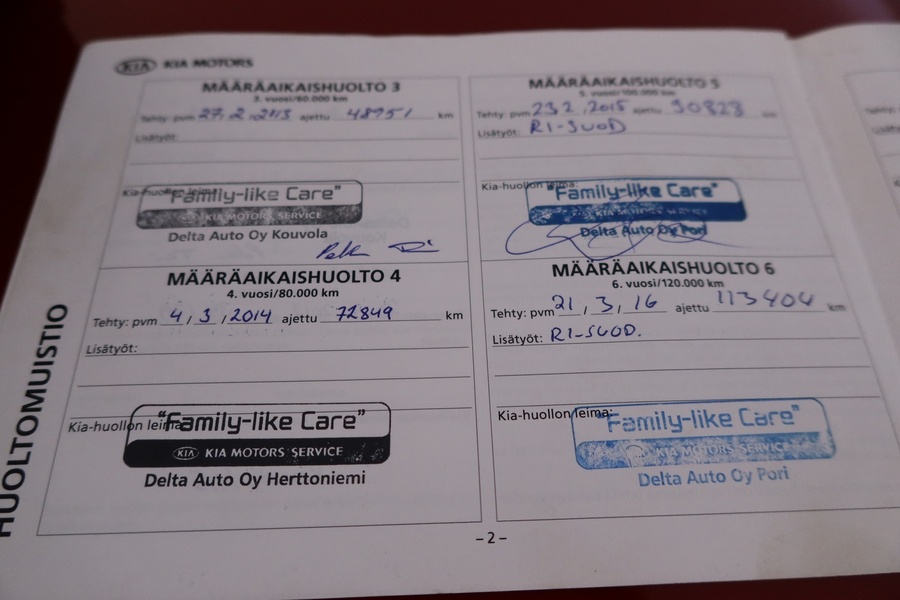 KIA KIA MOTORS
MÄÄRÄAIKAISHUOLTO 3
3. vuosi/60.000 km
Tehty: pvm 27.2.2013 ajettu 48951 km
Lisätyöt:
Kia-huollon leima:
"Family-like Care"
KIA MOTORS SERVICE
Delta Auto Oy Kouvola
MÄÄRÄAIKAISHUOLTO 4
4. vuosi/80.000 km
Tehty: pvm 4,3,2014 ajettu 72849 km
Lisätyöt:
Kia-huollon leima:
"Family-like Care"
KIA KIA MOTORS SERVICE
Delta Auto Oy Herttoniemi
MÄÄRÄAIKAISHUOLTO 5
5. vuosi/100.000 km
Tehty: pvm 23 2 ,2015 ajettu 90828 km
Lisätyöt: RI-SUOD
Kia-huollon leima:
"Family-like Care"
KIA MOTORS SERVICE
Delta Auto Oy Pori
MÄÄRÄAIKAISHUOLTO 6
6. vuosi/120.000 km
Tehty: pvm 21,3,16 ajettu 113404 km
Lisätyöt: RI-SUOD.
Kia-huollon leima:
"Family-like Care"
KIA MOTORS SERVICE
Delta Auto Oy Pori
HUOLTOMUISTIO
-2-